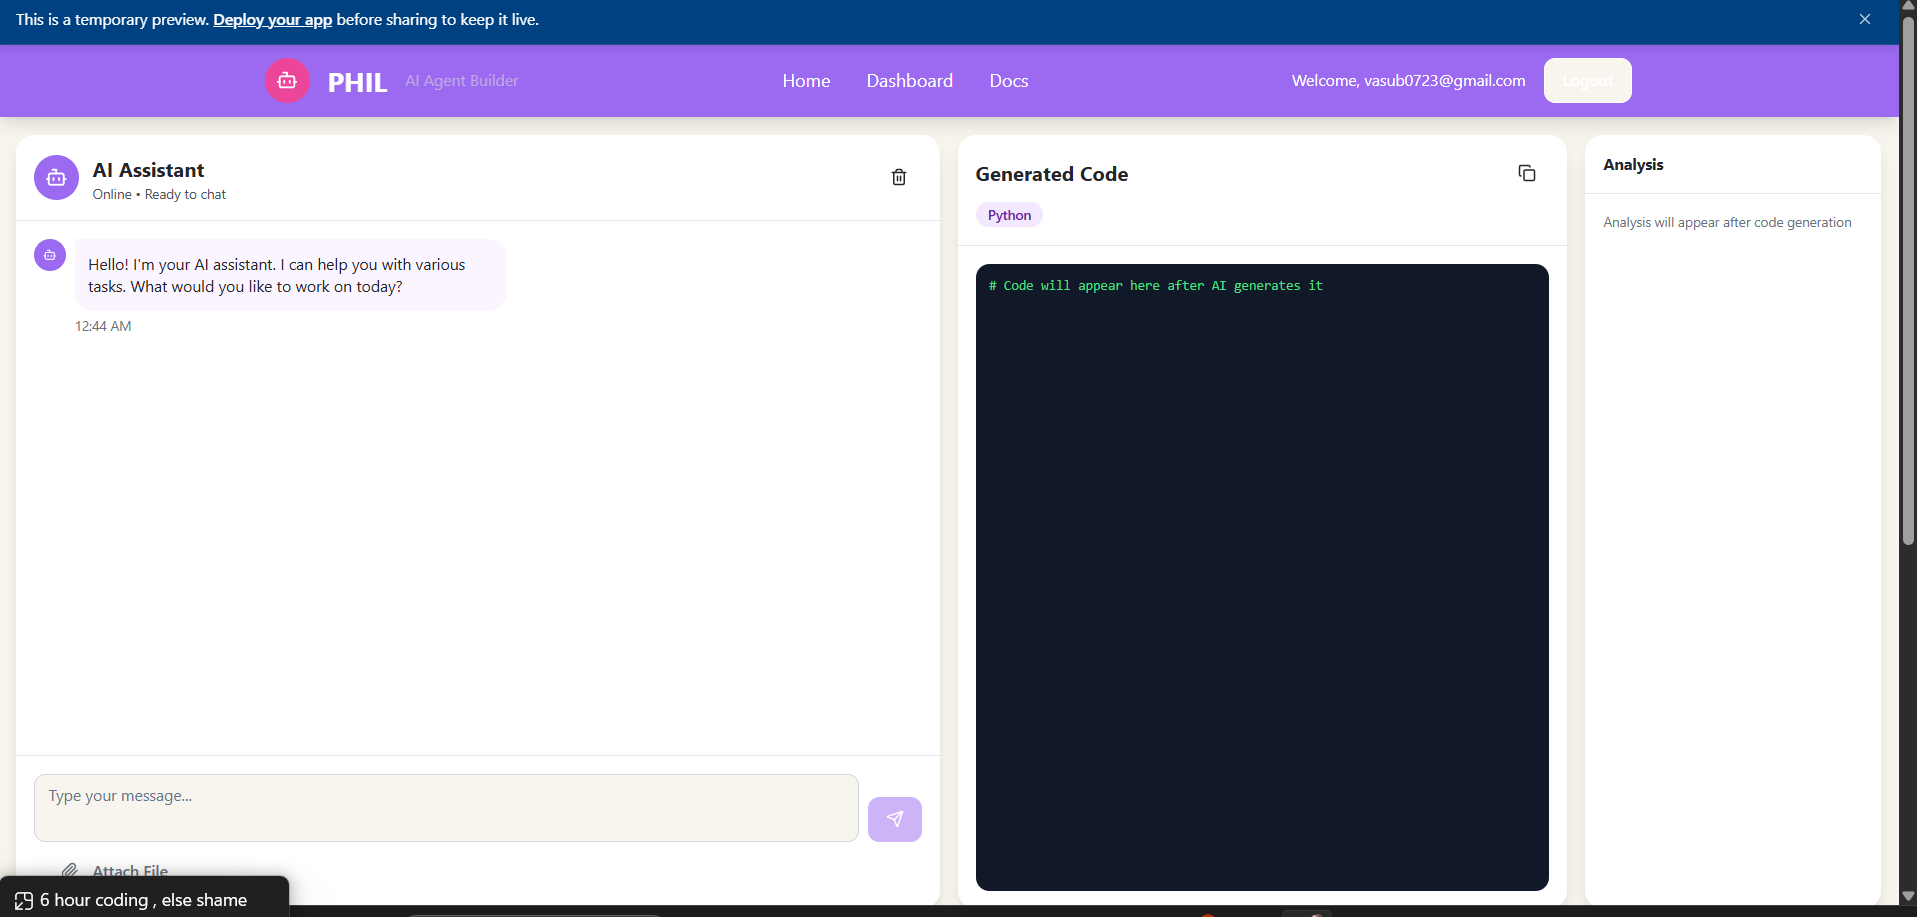 This is a temporary preview. Deploy your app before sharing to keep it live.
PHIL
AI Agent Builder
Home
Dashboard
Docs
Welcome, vasub0723@gmail.com
Logout
AI Assistant
Online • Ready to chat
Hello! I'm your AI assistant. I can help you with various
tasks. What would you like to work on today?
12:44 AM
Type your message...
Attach File
Generated Code
Python
# Code will appear here after AI generates it
Analysis
Analysis will appear after code generation
6 hour coding , else shame